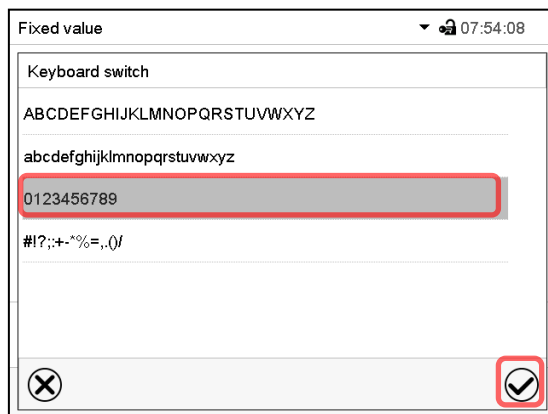 Fixed value 07:54:08
Keyboard switch
ABCDEFGHIJKLMNOPQRSTUVWXYZ
abcdefghijklmnopqrstuvwxyz
0123456789
#!?;:+-*%=,.()/